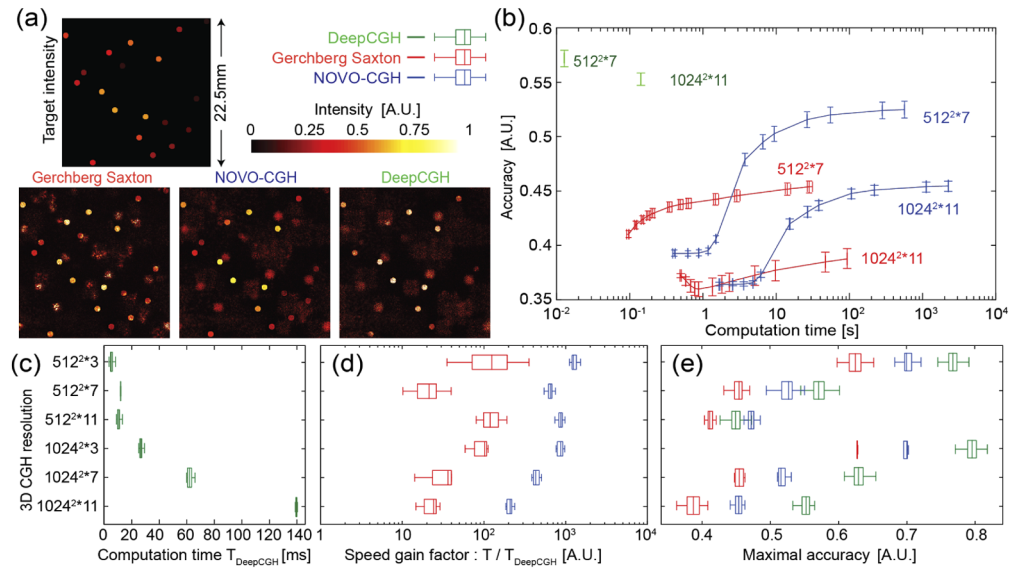 (a)
Target intensity
22.5mm
DeepCGH
Gerchberg Saxton
NOVO-CGH
Intensity [A.U.]
0 0.25 0.5 0.75 1
Gerchberg Saxton NOVO-CGH DeepCGH
(b)
0.6
0.55
0.5
0.45
0.4
0.35
Accuracy [A.U.]
512²*7
1024²*11
512²*7
512²*7
1024²*11
1024²*11
10⁻² 10⁻¹ 1 10¹ 10² 10³ 10⁴
Computation time [s]
(c)
3D CGH resolution
512²*3
512²*7
512²*11
1024²*3
1024²*7
1024²*11
0 20 40 60 80 100 120 140
Computation time T_DeepCGH [ms]
(d)
1 10 10² 10³ 10⁴
Speed gain factor : T / T_DeepCGH [A.U.]
(e)
0.4 0.5 0.6 0.7 0.8
Maximal accuracy [A.U.]